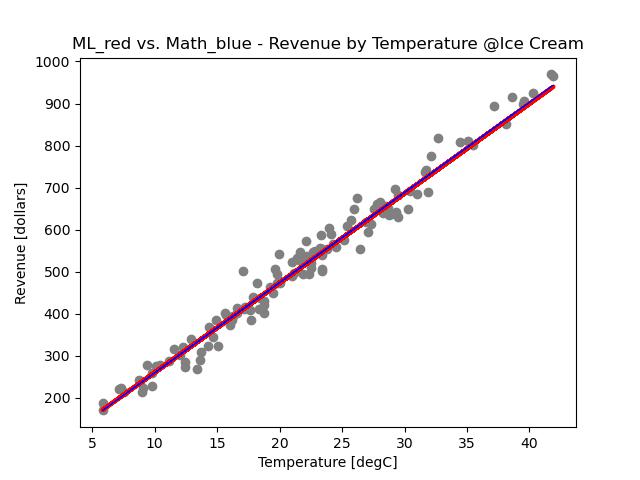 ML_red vs. Math_blue - Revenue by Temperature @Ice Cream
1000
900
800
700
600
500
400
300
200
Revenue [dollars]
5 10 15 20 25 30 35 40
Temperature [degC]